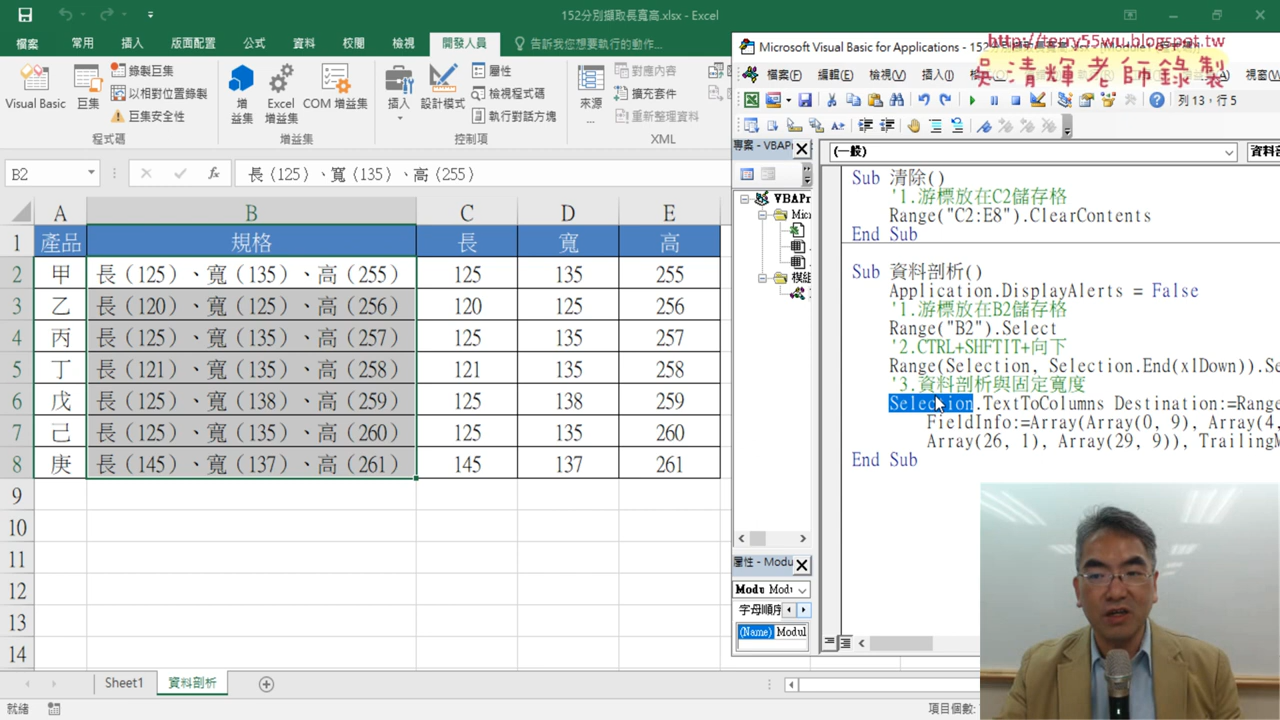 152分別擷取長寬高.xlsx - Excel
檔案 常用 插入 版面配置 公式 資料 校閱 檢視 開發人員 告訴我您想要執行的動作...
Visual Basic 巨集 錄製巨集 以相對位置錄製 巨集安全性 程式碼
增益集 Excel 增益集 COM 增益集 增益集
插入 設計模式 屬性 檢視程式碼 執行對話方塊 控制項
來源... 對應內容 擴充套件 重新整理資料 XML
B2 fx 長（125）、寬（135）、高（255）
A B C D E
1 產品 規格 長 寬 高
2 甲 長（125）、寬（135）、高（255） 125 135 255
3 乙 長（120）、寬（125）、高（256） 120 125 256
4 丙 長（125）、寬（135）、高（257） 125 135 257
5 丁 長（121）、寬（135）、高（258） 121 135 258
6 戊 長（125）、寬（138）、高（259） 125 138 259
7 己 長（125）、寬（135）、高（260） 125 135 260
8 庚 長（145）、寬（137）、高（261） 145 137 261
9
10
11
12
13
14
Sheet1 資料剖析
就緒 項目個數:
http://terry55wu.blogspot.tw
吳清輝老師錄製
Microsoft Visual Basic for Applications - 152
檔案(F) 編輯(E) 檢視(V) 插入(I)
列 13，行 5
專案 - VBAPr
VBAPr
Micr
模組
屬性 - Modu
Modu Modu
字母順序
(Name) Modul
(一般)
Sub 清除()
'1.游標放在C2儲存格
Range("C2:E8").ClearContents
End Sub
Sub 資料剖析()
Application.DisplayAlerts = False
'1.游標放在B2儲存格
Range("B2").Select
'2.CTRL+SHFTIT+向下
Range(Selection, Selection.End(xlDown)).Se
'3.資料剖析與固定寬度
Selection.TextToColumns Destination:=Range
FieldInfo:=Array(Array(0, 9), Array(4,
Array(26, 1), Array(29, 9)), TrailingM
End Sub